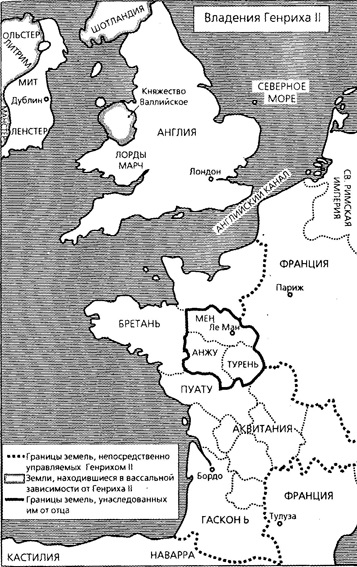 Владения Генриха II
ШОТЛАНДИЯ
ОЛЬСТЕР
ЛИТРИМ
МИТ
Дублин
ЛЕНСТЕР
Княжество
Валлийское
СЕВЕРНОЕ
МОРЕ
АНГЛИЯ
ЛОРДЫ
МАРЧ
Лондон
АНГЛИЙСКИЙ КАНАЛ
СВ. РИМСКАЯ
ИМПЕРИЯ
ФРАНЦИЯ
Париж
БРЕТАНЬ
МЕН
Ле Ман
АНЖУ
ТУРЕНЬ
ПУАТУ
АКВИТАНИЯ
Границы земель, непосредственно
управляемых Генрихом II
Земли, находившиеся в вассальной
зависимости от Генриха II
Границы земель, унаследованных
им от отца
Бордо
ФРАНЦИЯ
Тулуза
ГАСКОНЬ
КАСТИЛИЯ
НАВАРРА